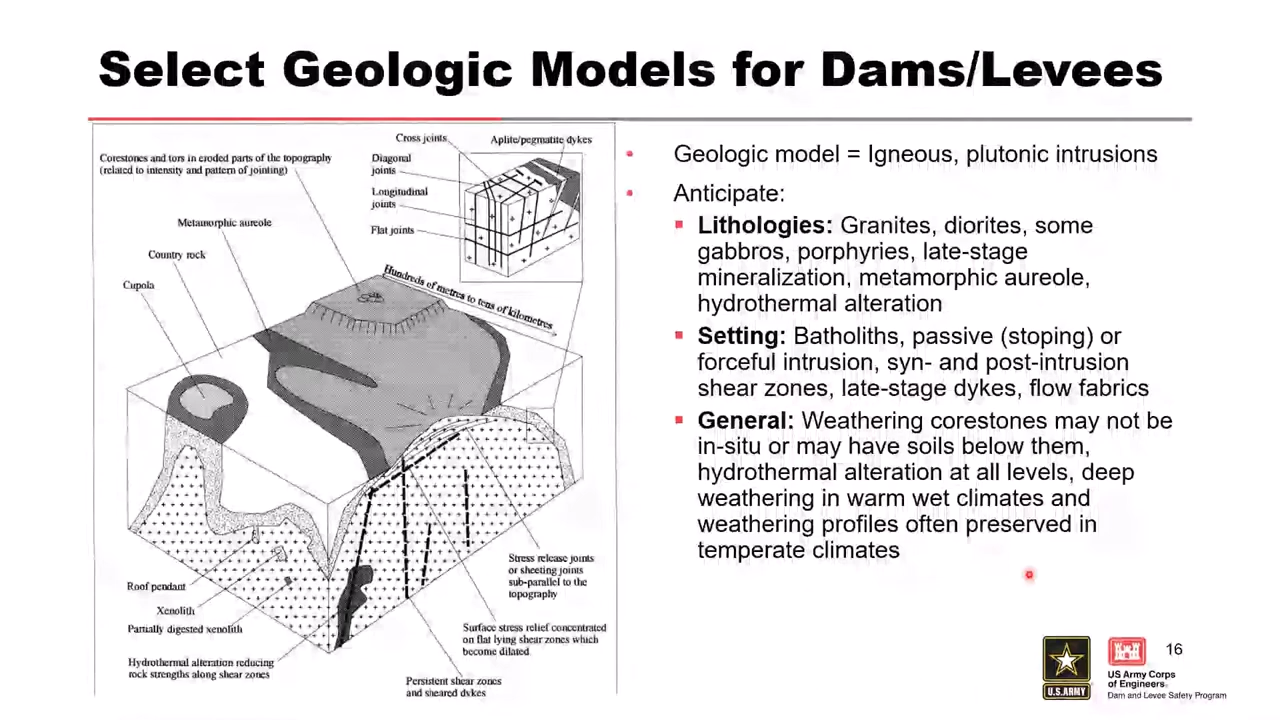 Select Geologic Models for Dams/Levees
Corestones and tors in eroded parts of the topography
(related to intensity and pattern of jointing)
Metamorphic aureole
Country rock
Cupola
Cross joints
Aplite/pegmatite dykes
Diagonal
joints
Longitudinal
joints
Flat joints
Hundreds of metres to tens of kilometres
Roof pendant
Xenolith
Partially digested xenolith
Hydrothermal alteration reducing
rock strengths along shear zones
Stress release joints
or sheeting joints
sub-parallel to the
topography
Surface stress relief concentrated
on flat lying shear zones which
become dilated
Persistent shear zones
and sheared dykes
• Geologic model = Igneous, plutonic intrusions
• Anticipate:
▪ Lithologies: Granites, diorites, some
gabbros, porphyries, late-stage
mineralization, metamorphic aureole,
hydrothermal alteration
▪ Setting: Batholiths, passive (stoping) or
forceful intrusion, syn- and post-intrusion
shear zones, late-stage dykes, flow fabrics
▪ General: Weathering corestones may not be
in-situ or may have soils below them,
hydrothermal alteration at all levels, deep
weathering in warm wet climates and
weathering profiles often preserved in
temperate climates
U.S.ARMY
US Army Corps
of Engineers®
Dam and Levee Safety Program
16